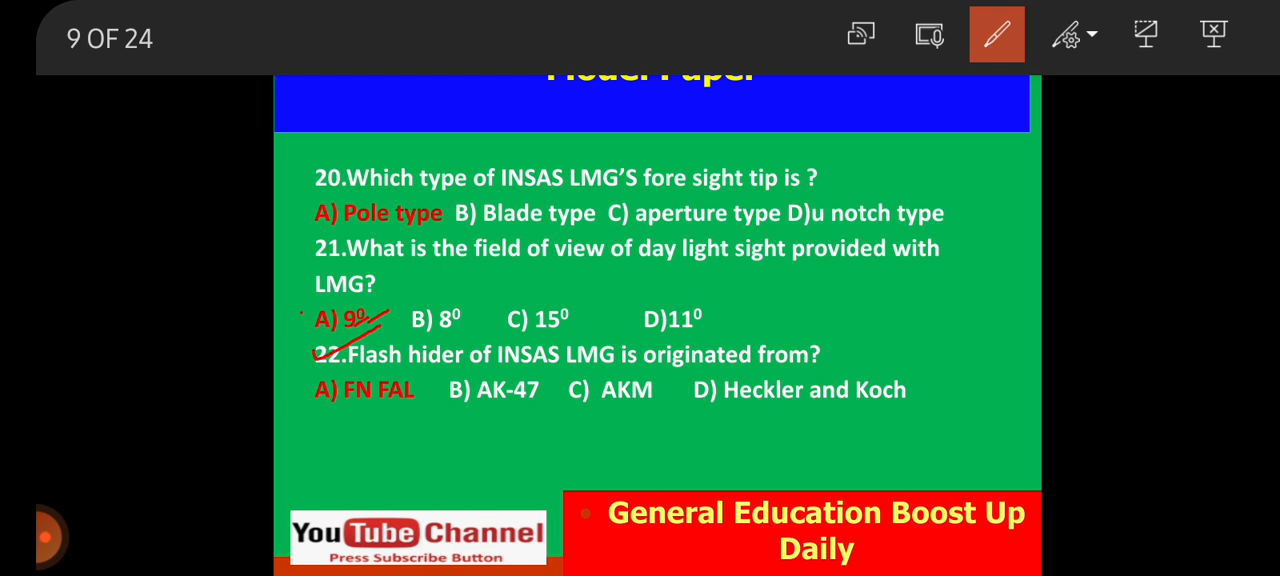 9 OF 24
Model Paper
20.Which type of INSAS LMG’S fore sight tip is ?
A) Pole type B) Blade type C) aperture type D)u notch type
21.What is the field of view of day light sight provided with
LMG?
A) 9⁰ B) 8⁰ C) 15⁰ D)11⁰
22.Flash hider of INSAS LMG is originated from?
A) FN FAL B) AK-47 C) AKM D) Heckler and Koch
YouTube Channel
Press Subscribe Button
• General Education Boost Up
Daily